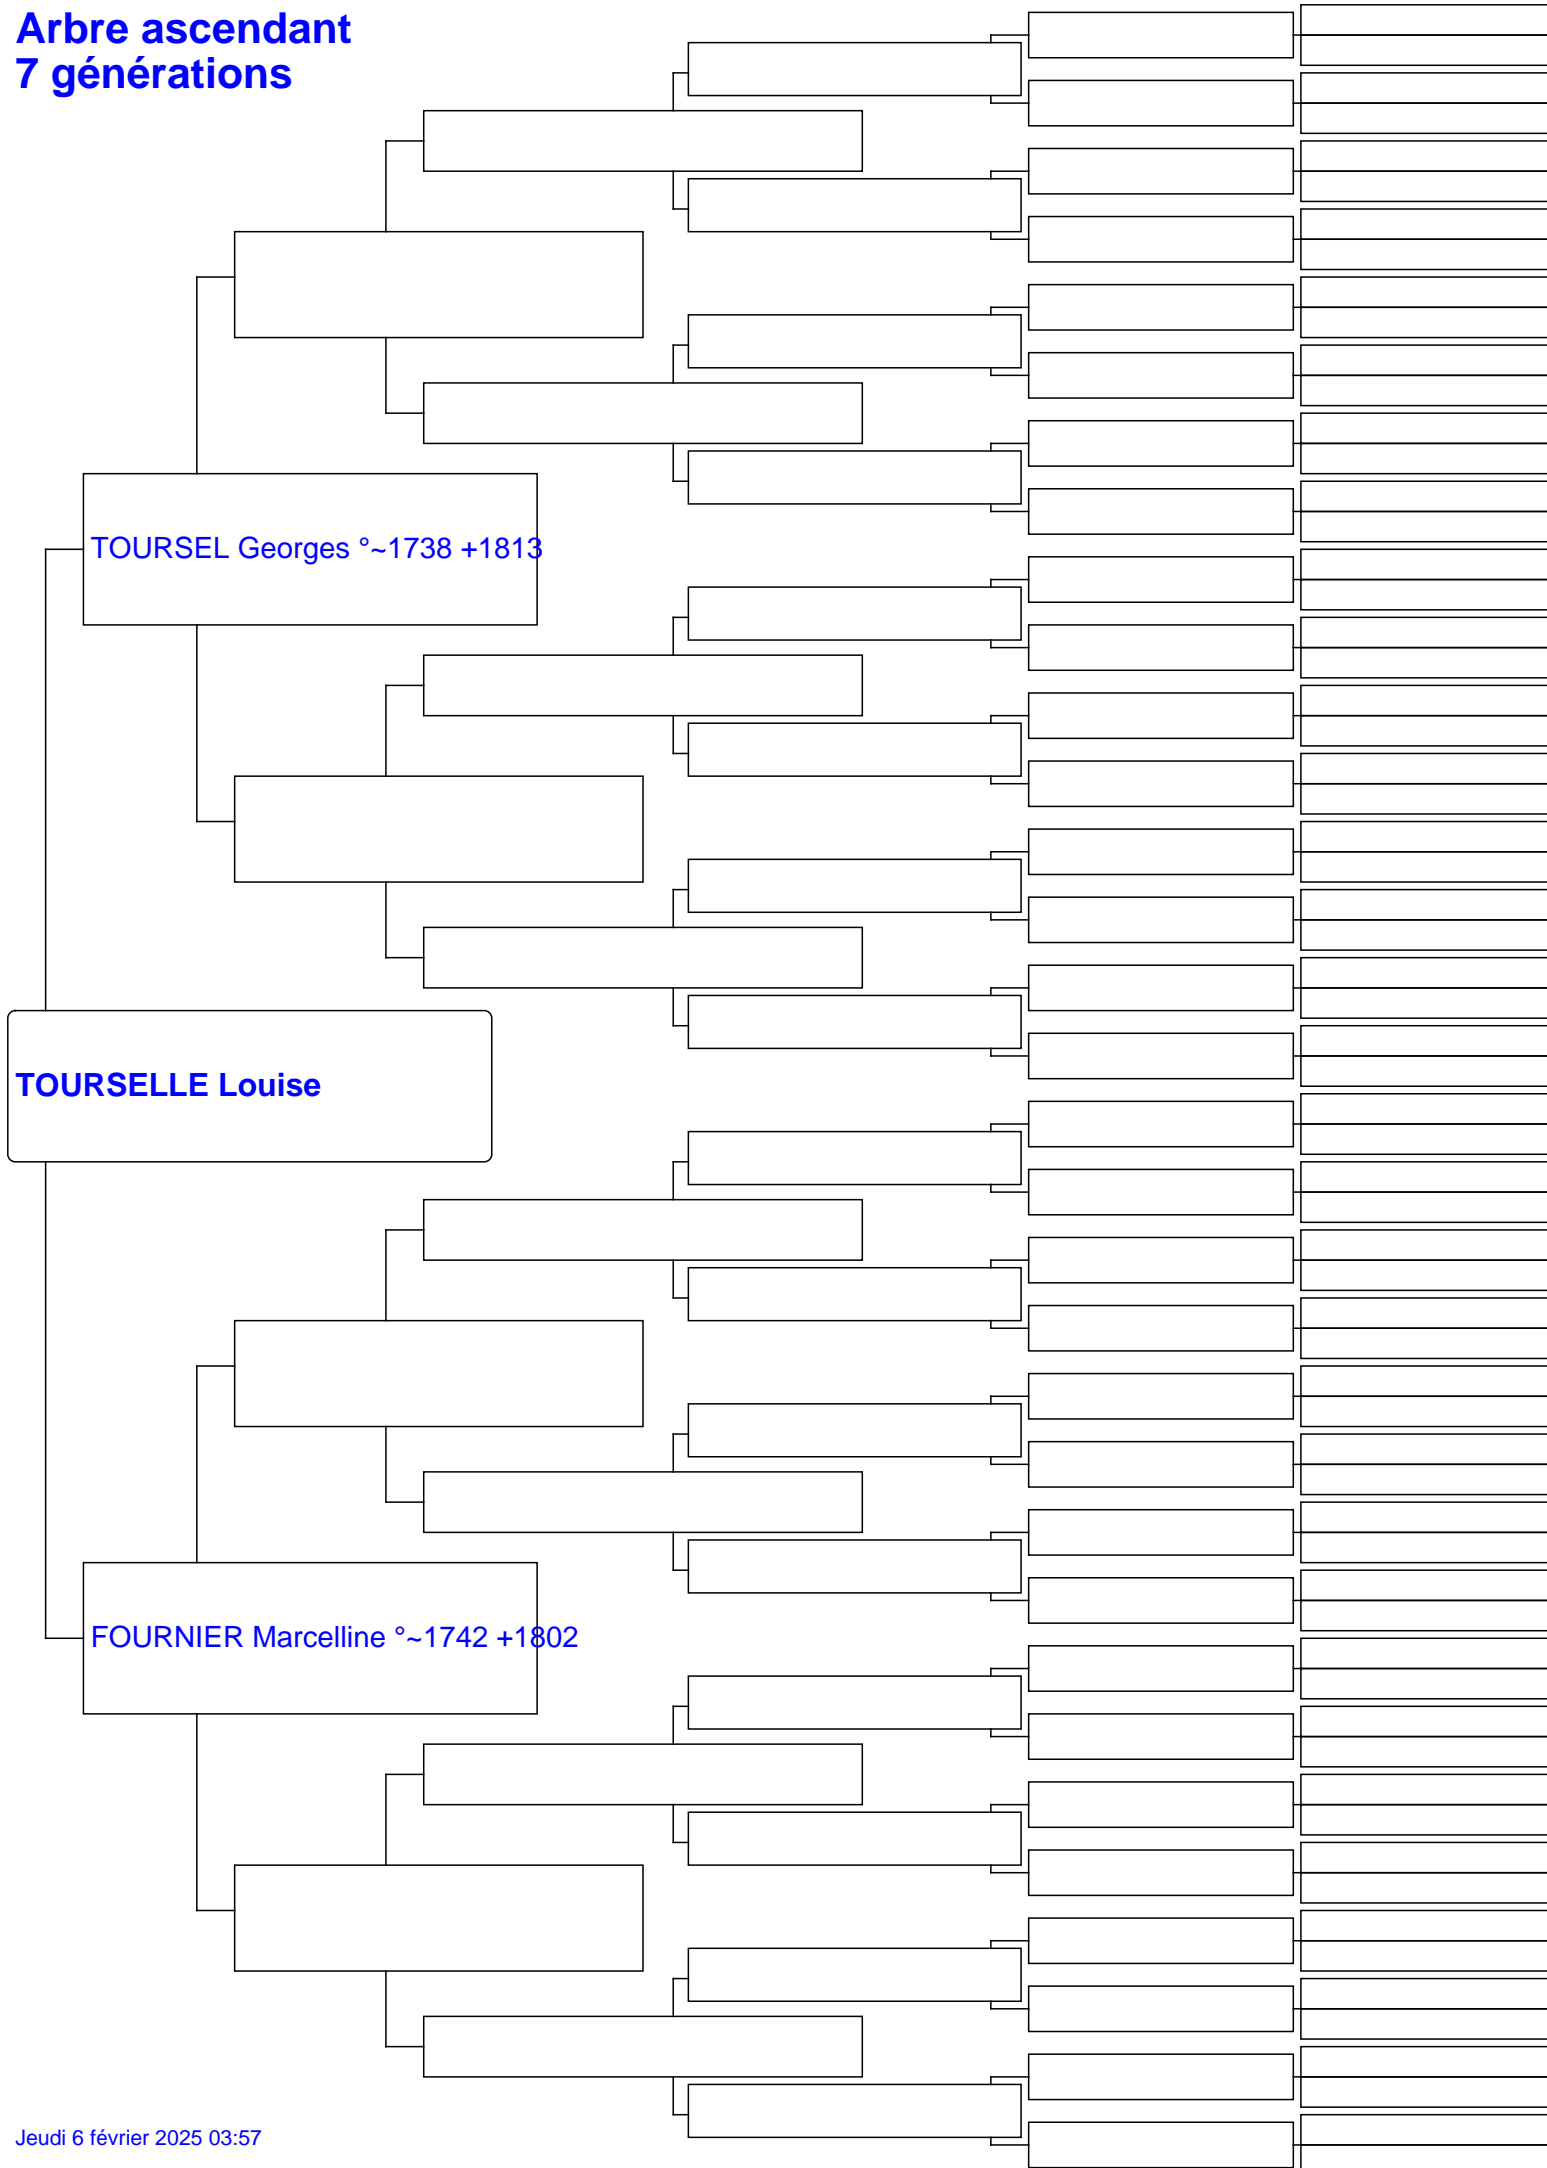 Arbre ascendant
7 générations
TOURSEL Georges °~1738 +1813
TOURSELLE Louise
FOURNIER Marcelline °~1742 +1802
Jeudi 6 février 2025 03:57